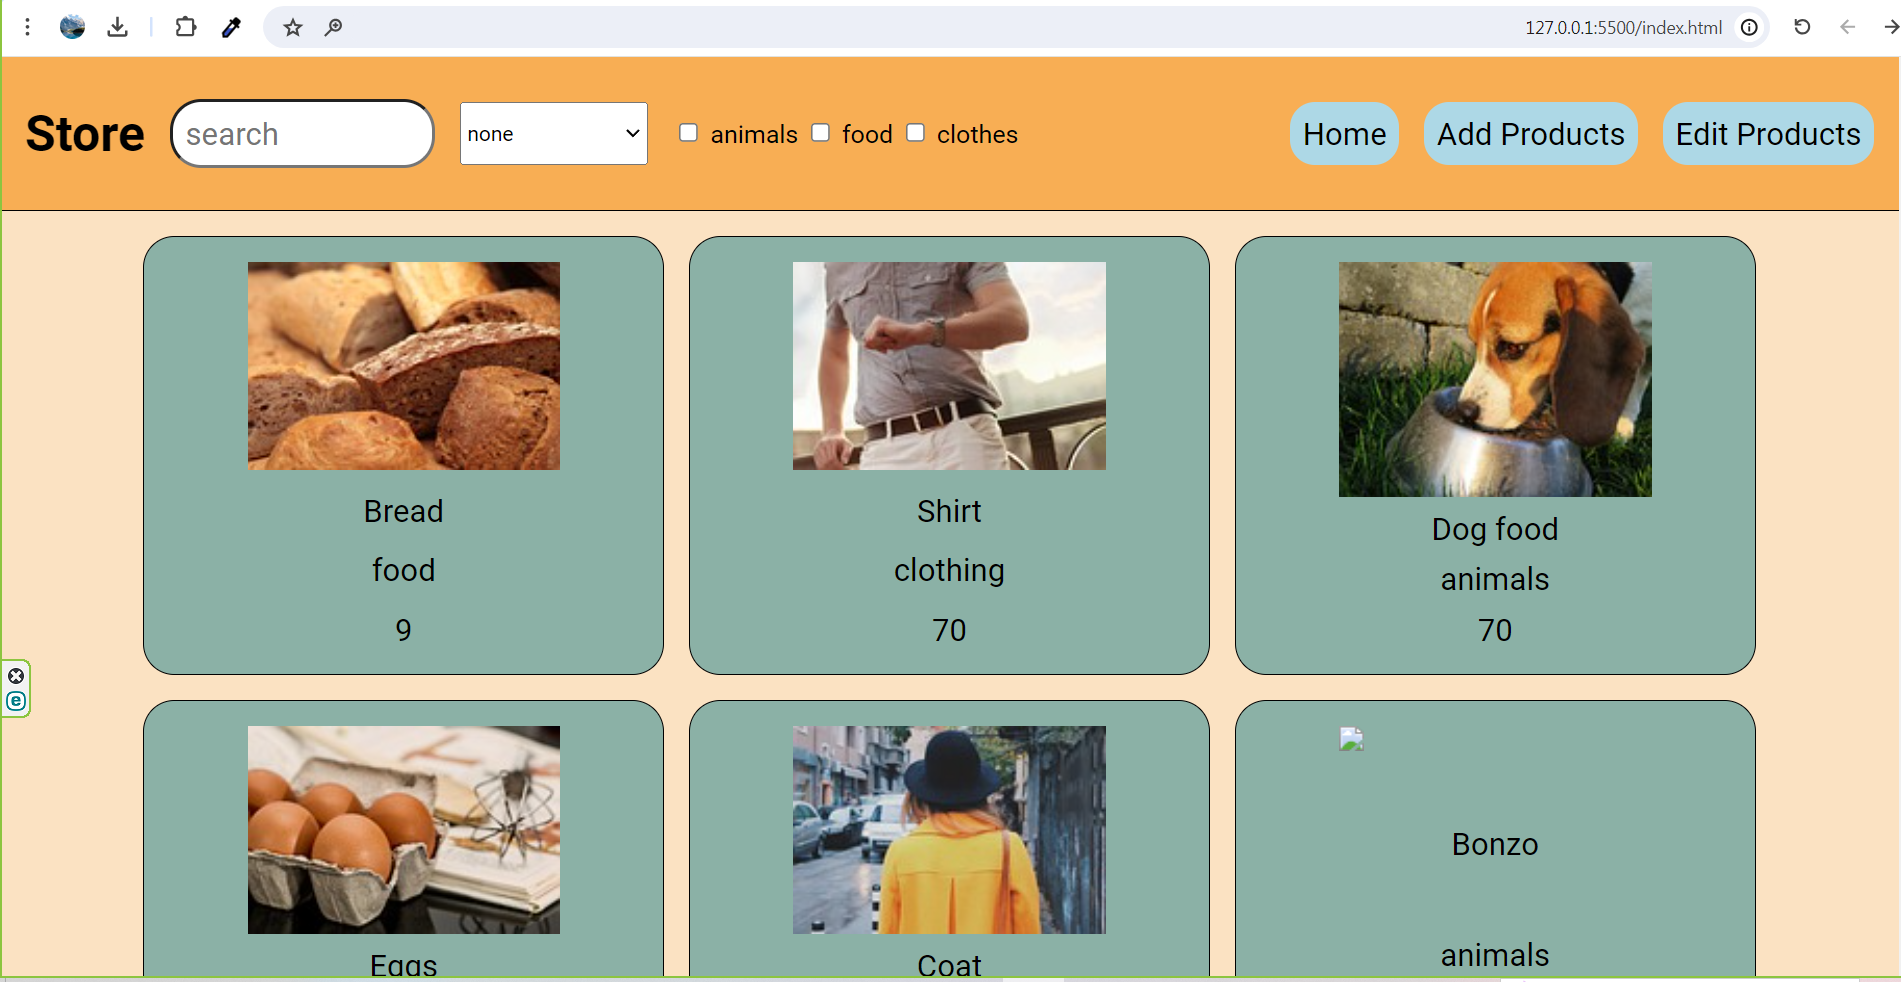 127.0.0.1:5500/index.html
Store
search
none
animals food clothes
Home Add Products Edit Products
Bread
food
9
Shirt
clothing
70
Dog food
animals
70
Eggs
Coat
Bonzo
animals